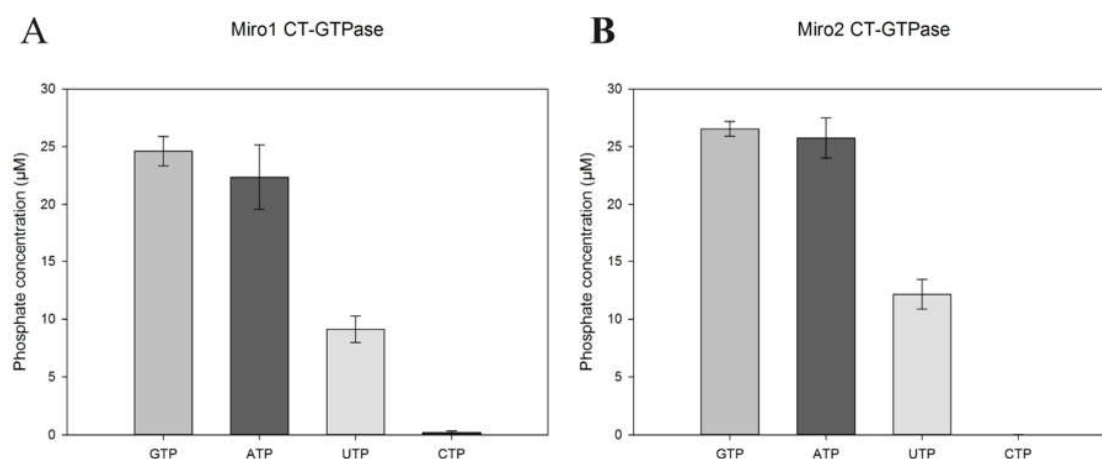 A
Miro1 CT-GTPase
Phosphate concentration (µM)
30
25
20
15
10
5
0
GTP ATP UTP CTP
B
Miro2 CT-GTPase
Phosphate concentration (µM)
30
25
20
15
10
5
0
GTP ATP UTP CTP